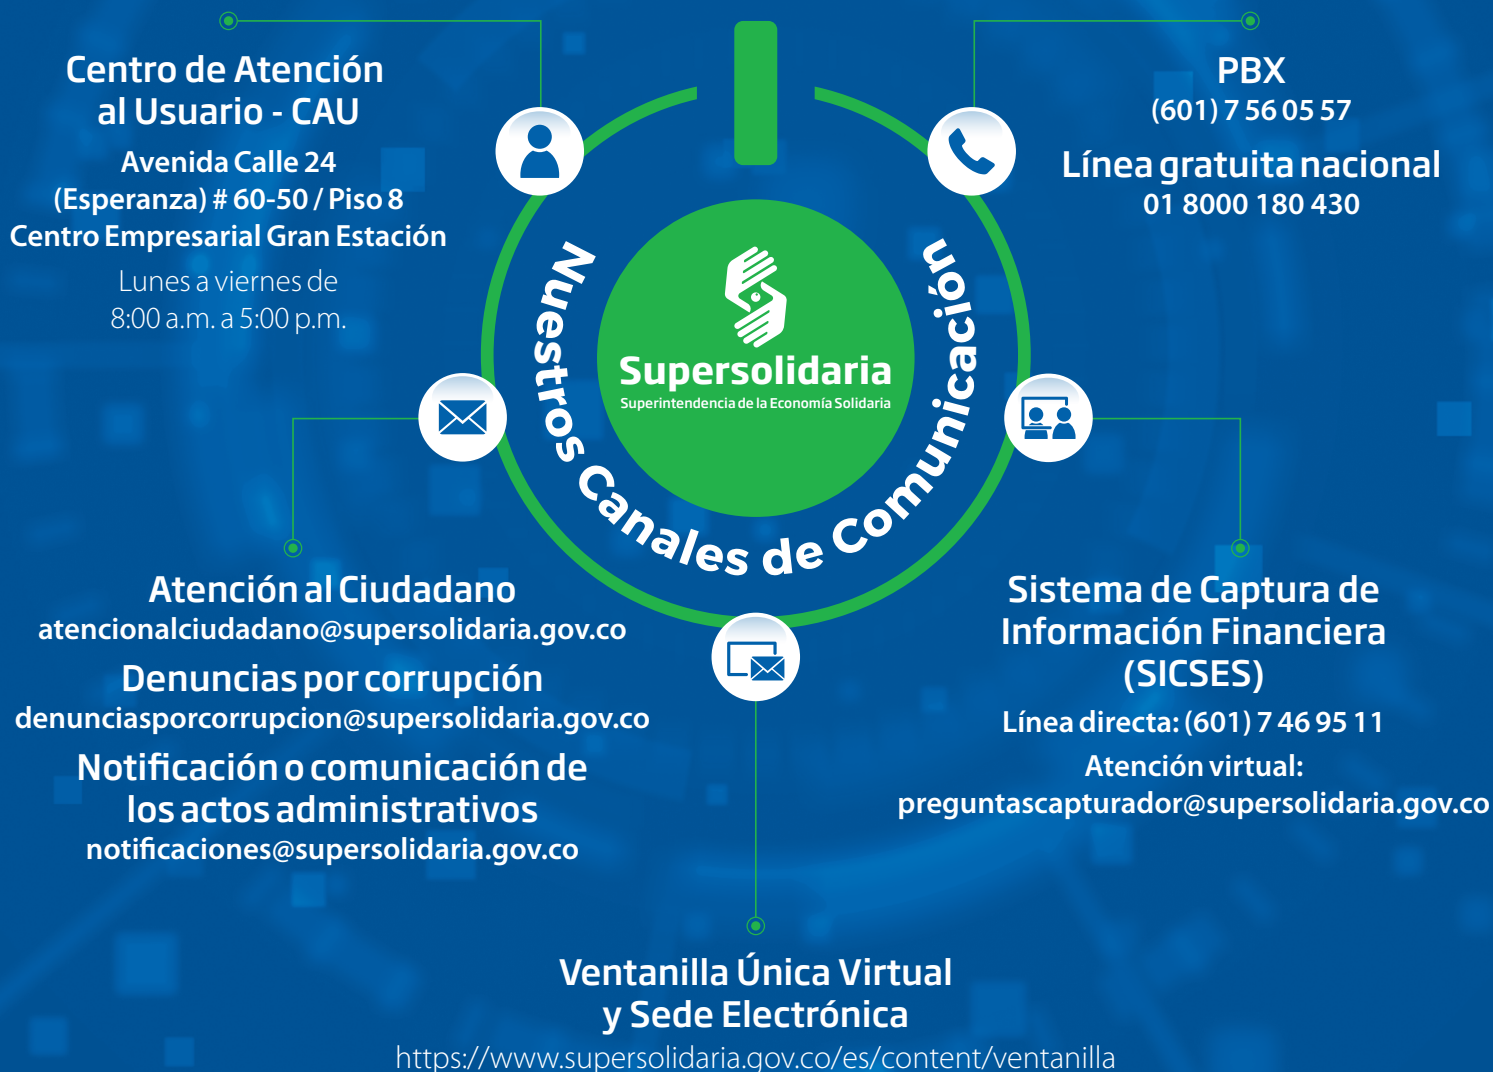 Centro de Atención
al Usuario - CAU
Avenida Calle 24
(Esperanza) # 60-50 / Piso 8
Centro Empresarial Gran Estación
Lunes a viernes de
8:00 a.m. a 5:00 p.m.
PBX
(601) 7 56 05 57
Línea gratuita nacional
01 8000 180 430
Supersolidaria
Superintendencia de la Economía Solidaria
Nuestros Canales de Comunicación
Atención al Ciudadano
atencionalciudadano@supersolidaria.gov.co
Denuncias por corrupción
denunciasporcorrupcion@supersolidaria.gov.co
Notificación o comunicación de
los actos administrativos
notificaciones@supersolidaria.gov.co
Sistema de Captura de
Información Financiera
(SICSES)
Línea directa: (601) 7 46 95 11
Atención virtual:
preguntascapturador@supersolidaria.gov.co
Ventanilla Única Virtual
y Sede Electrónica
https://www.supersolidaria.gov.co/es/content/ventanilla